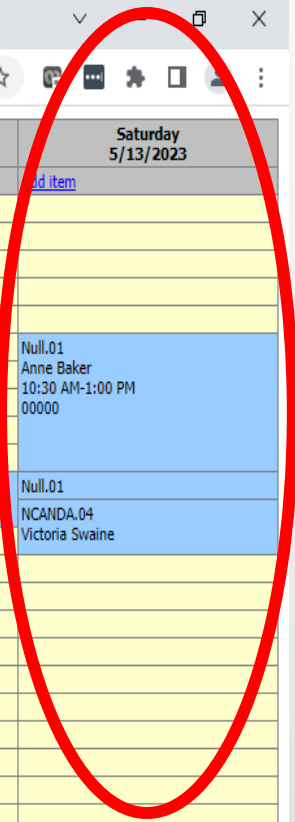 Saturday
5/13/2023
dd item
Null.01
Anne Baker
10:30 AM-1:00 PM
00000
Null.01
NCANDA.04
Victoria Swaine